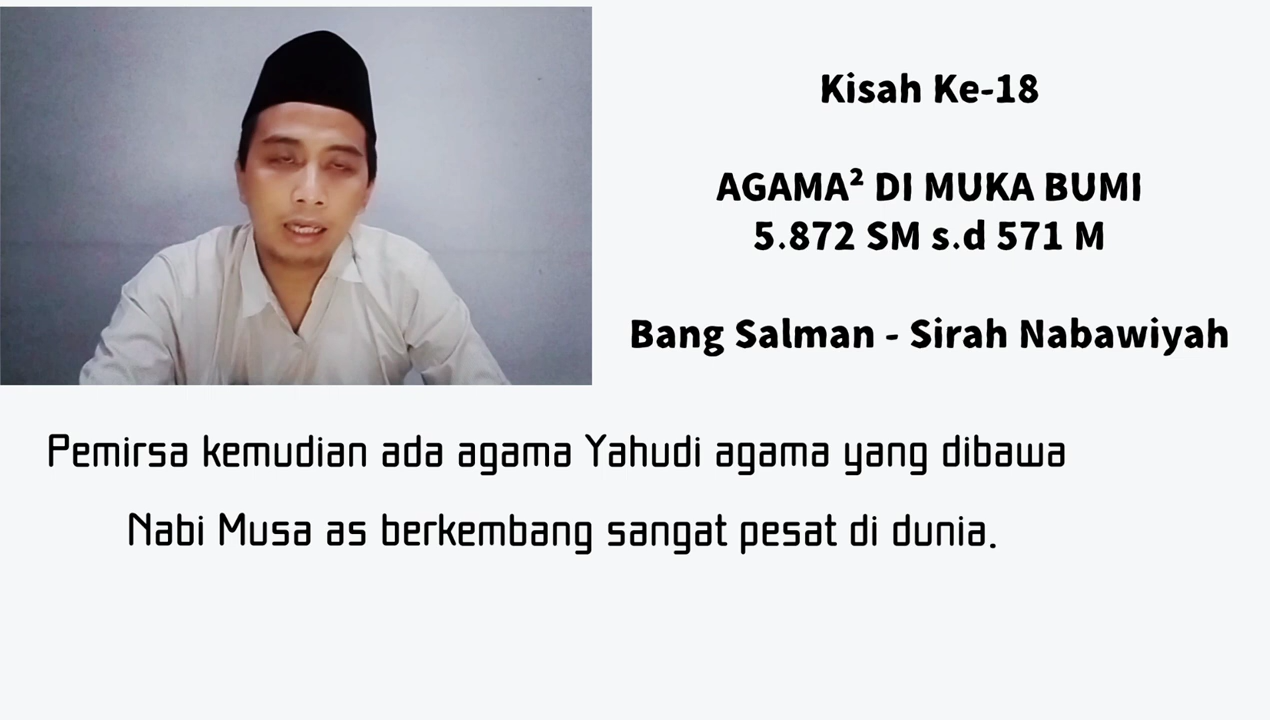 Kisah Ke-18
AGAMA² DI MUKA BUMI
5.872 SM s.d 571 M
Bang Salman - Sirah Nabawiyah
Pemirsa kemudian ada agama Yahudi agama yang dibawa
Nabi Musa as berkembang sangat pesat di dunia.